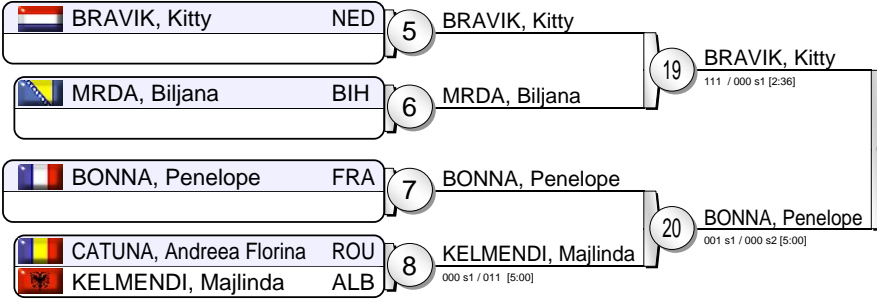 BRAVIK, Kitty NED
5
BRAVIK, Kitty
19
BRAVIK, Kitty
111 / 000 s1 [2:36]
MRDA, Biljana BIH
6
MRDA, Biljana
BONNA, Penelope FRA
7
BONNA, Penelope
20
BONNA, Penelope
001 s1 / 000 s2 [5:00]
CATUNA, Andreea Florina ROU
KELMENDI, Majlinda ALB
8
KELMENDI, Majlinda
000 s1 / 011 [5:00]